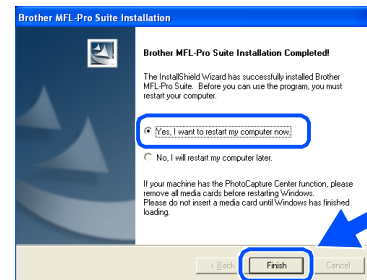 Brother MFL-Pro Suite Installation
Brother MFL-Pro Suite Installation Completed!
The InstallShield Wizard has successfully installed Brother
MFL-Pro Suite. Before you can use the program, you must
restart your computer.
Yes, I want to restart my computer now.
No, I will restart my computer later.
If your machine has the PhotoCapture Center function, please
remove all media cards before restarting Windows.
Please do not insert a media card until Windows has finished
loading.
< Back Finish Cancel